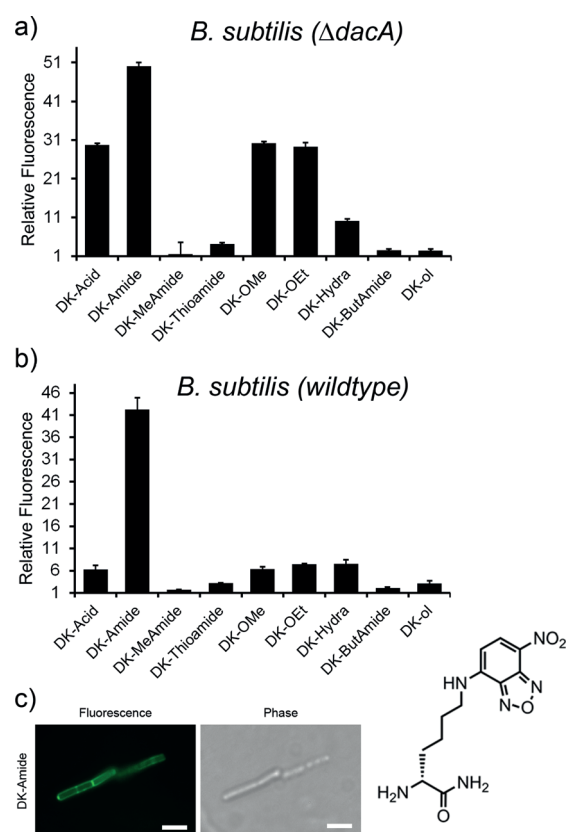 a)
B. subtilis (ΔdacA)
Relative Fluorescence
51
41
31
21
11
1
DK-Acid
DK-Amide
DK-MeAmide
DK-Thioamide
DK-OMe
DK-OEt
DK-Hydra
DK-ButAmide
DK-ol
b)
B. subtilis (wildtype)
Relative Fluorescence
46
41
36
31
26
21
16
11
6
1
DK-Acid
DK-Amide
DK-MeAmide
DK-Thioamide
DK-OMe
DK-OEt
DK-Hydra
DK-ButAmide
DK-ol
c)
Fluorescence
Phase
DK-Amide
NO2
HN
N
O
N
H2N
NH2
O